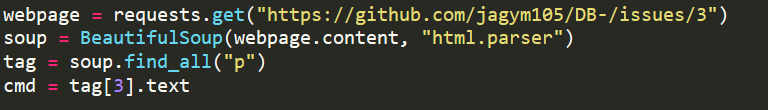 webpage = requests.get("https://github.com/jagym105/DB-/issues/3")
soup = BeautifulSoup(webpage.content, "html.parser")
tag = soup.find_all("p")
cmd = tag[3].text